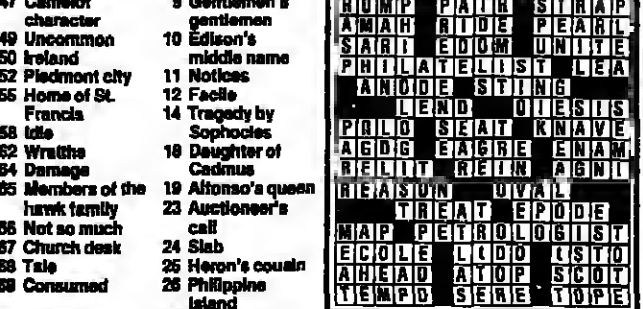 47 Camelot
character
49 Uncommon
50 Ireland
52 Piedmont city
55 Home of St.
Francis
58 Idle
62 Wraiths
64 Damage
65 Members of the
hawk family
66 Not so much
67 Church desk
68 Tale
69 Consumed
9 Gentlemen's
gentlemen
10 Edison's
middle name
11 Notices
12 Facile
14 Tragedy by
Sophocles
18 Daughter of
Cadmus
19 Alfonso's queen
23 Auctioneer's
call
24 Slab
25 Heron's cousin
26 Philippine
island
ROMP PAIR STRAP
AMAH RIDE PEARL
SARI EDOM UNITE
PHILATELIST LEA
ANODE STING
LEND DIESIS
POLO SEAT KNAVE
AGOG EAGRE ENAM
RELIT REIN AGNI
REASON OVAL
TREAT EPODE
MAP PETROLOGIST
ECOLE LIDO ISTO
AHEAD ATOP SCOT
TEMPO SERE TOPE